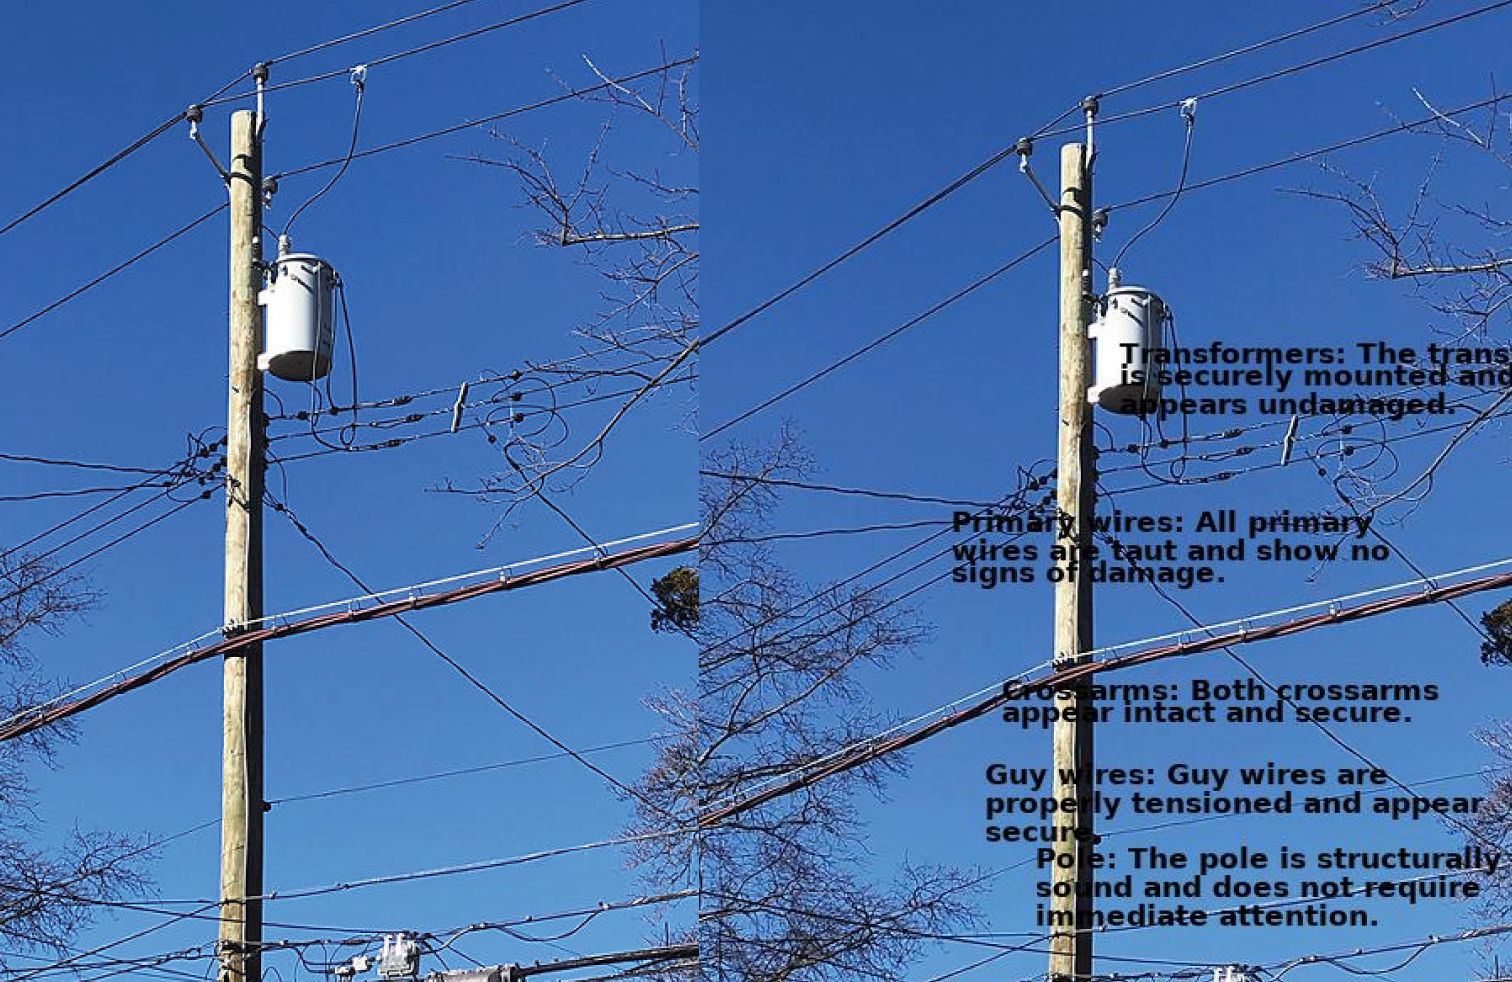 Transformers: The trans
is securely mounted and
appears undamaged.
Primary wires: All primary
wires are taut and show no
signs of damage.
Crossarms: Both crossarms
appear intact and secure.
Guy wires: Guy wires are
properly tensioned and appear
secure.
Pole: The pole is structurally
sound and does not require
immediate attention.